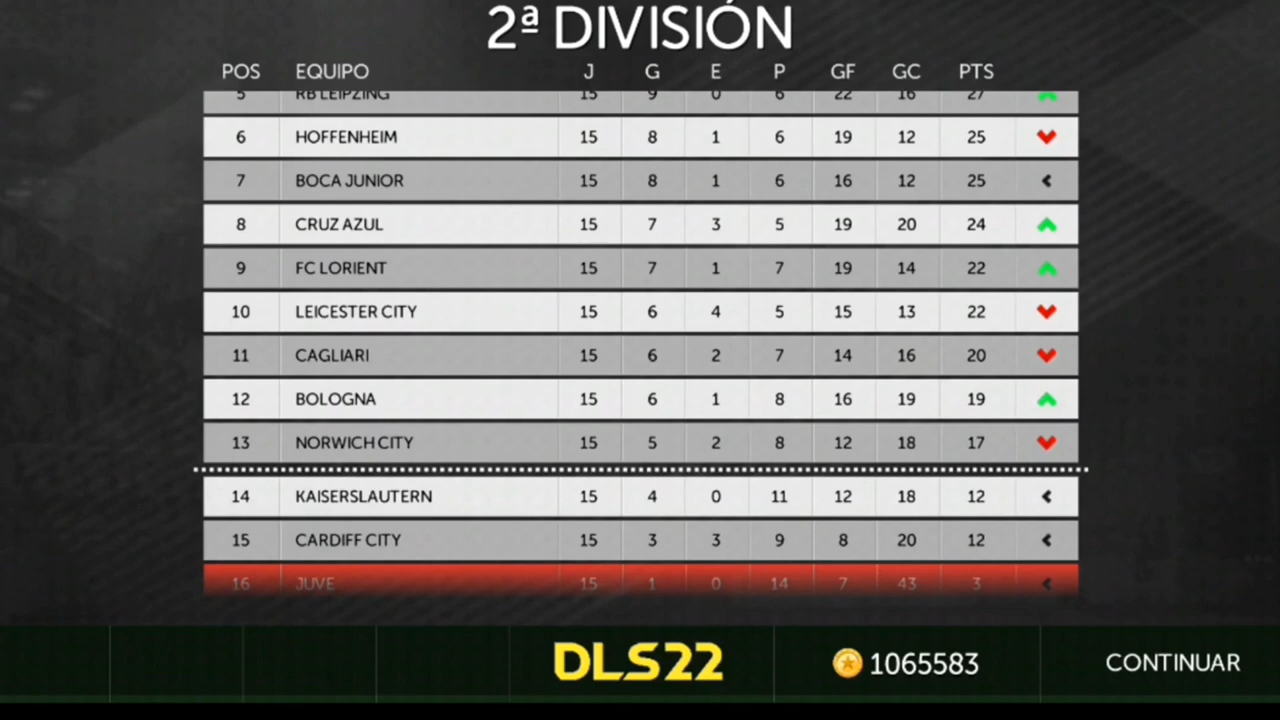 2ª DIVISIÓN
POS EQUIPO J G E P GF GC PTS
5 RB LEIPZING 15 9 0 6 22 16 27
6 HOFFENHEIM 15 8 1 6 19 12 25
7 BOCA JUNIOR 15 8 1 6 16 12 25
8 CRUZ AZUL 15 7 3 5 19 20 24
9 FC LORIENT 15 7 1 7 19 14 22
10 LEICESTER CITY 15 6 4 5 15 13 22
11 CAGLIARI 15 6 2 7 14 16 20
12 BOLOGNA 15 6 1 8 16 19 19
13 NORWICH CITY 15 5 2 8 12 18 17
14 KAISERSLAUTERN 15 4 0 11 12 18 12
15 CARDIFF CITY 15 3 3 9 8 20 12
16 JUVE 15 1 0 14 7 43 3
DLS22 1065583 CONTINUAR